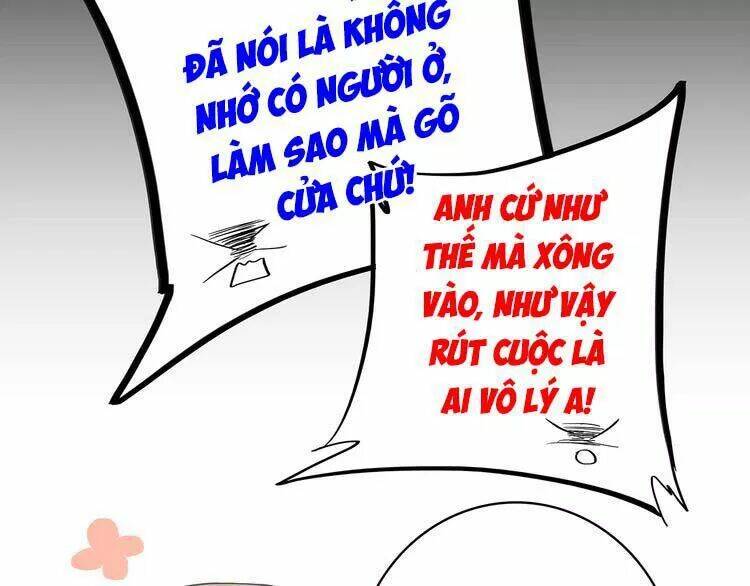 ĐÃ NÓI LÀ KHÔNG
NHỚ CÓ NGƯỜI Ở,
LÀM SAO MÀ GÕ
CỬA CHỨ!
ANH CỨ NHƯ
THẾ MÀ XÔNG
VÀO, NHƯ VẬY
RÚT CUỘC LÀ
AI VÔ LÝ A!